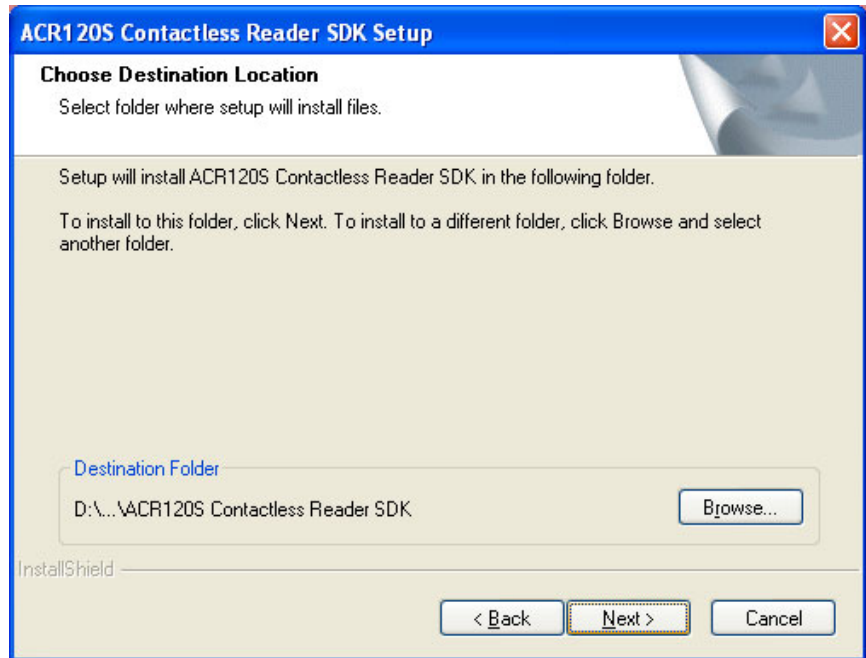 ACR120S Contactless Reader SDK Setup
Choose Destination Location
Select folder where setup will install files.
Setup will install ACR120S Contactless Reader SDK in the following folder.
To install to this folder, click Next. To install to a different folder, click Browse and select
another folder.
Destination Folder
D:\...\ACR120S Contactless Reader SDK
Browse...
InstallShield
< Back
Next >
Cancel